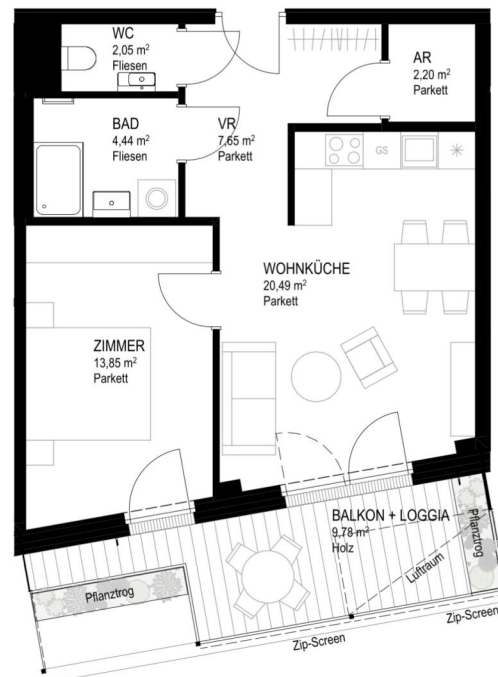 WC
2,05 m²
Fliesen
AR
2,20 m²
Parkett
BAD
4,44 m²
Fliesen
VR
7,65 m²
Parkett
GS
WOHNKÜCHE
20,49 m²
Parkett
ZIMMER
13,85 m²
Parkett
BALKON + LOGGIA
9,78 m²
Holz
Pflanztrog
Luftraum
Pflanztrog
Zip-Screen
Zip-Screen